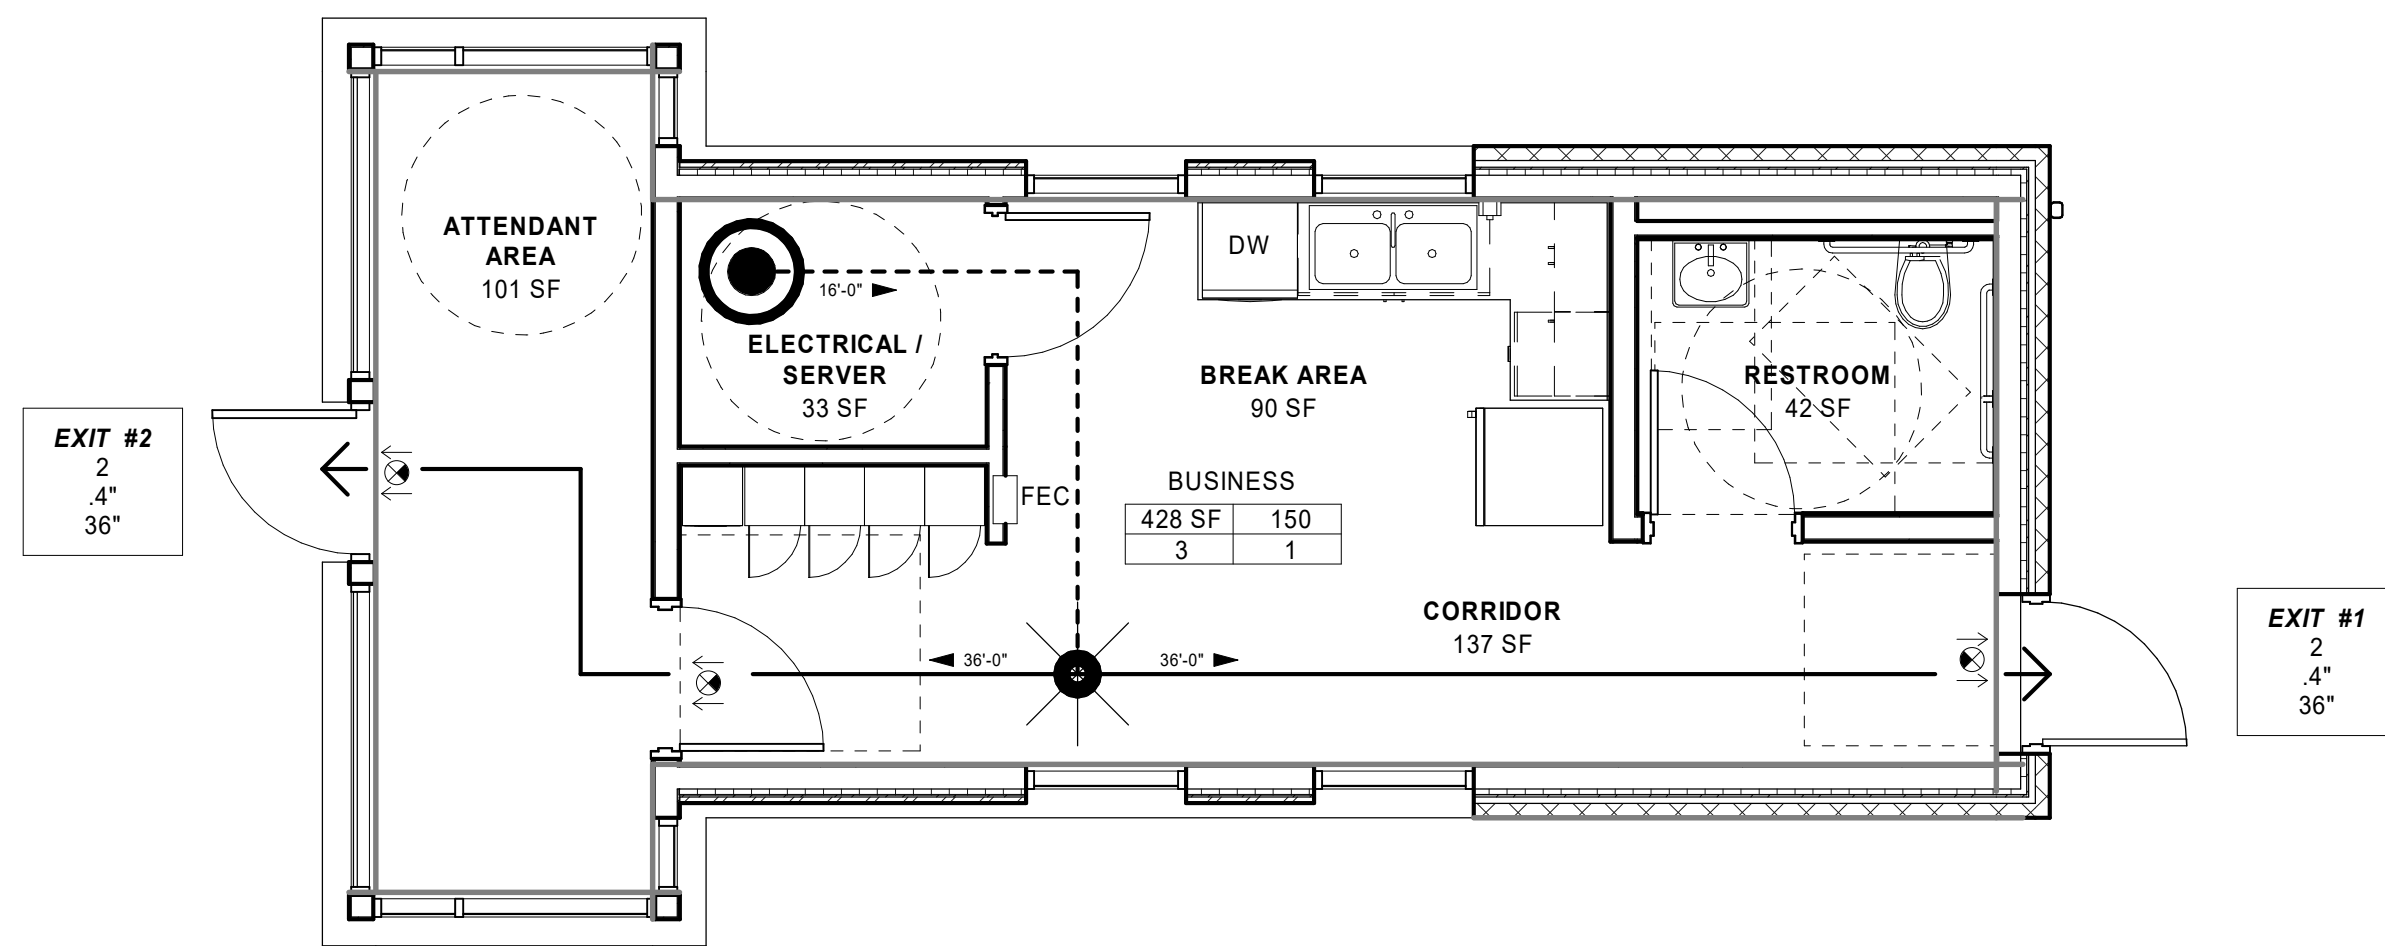 ATTENDANT
AREA
101 SF
DW
16'-0"
ELECTRICAL /
SERVER
33 SF
BREAK AREA
90 SF
RESTROOM
42 SF
EXIT #2
2
.4"
36"
FEC
BUSINESS
428 SF 150
3 1
CORRIDOR
137 SF
36'-0" 36'-0"
EXIT #1
2
.4"
36"